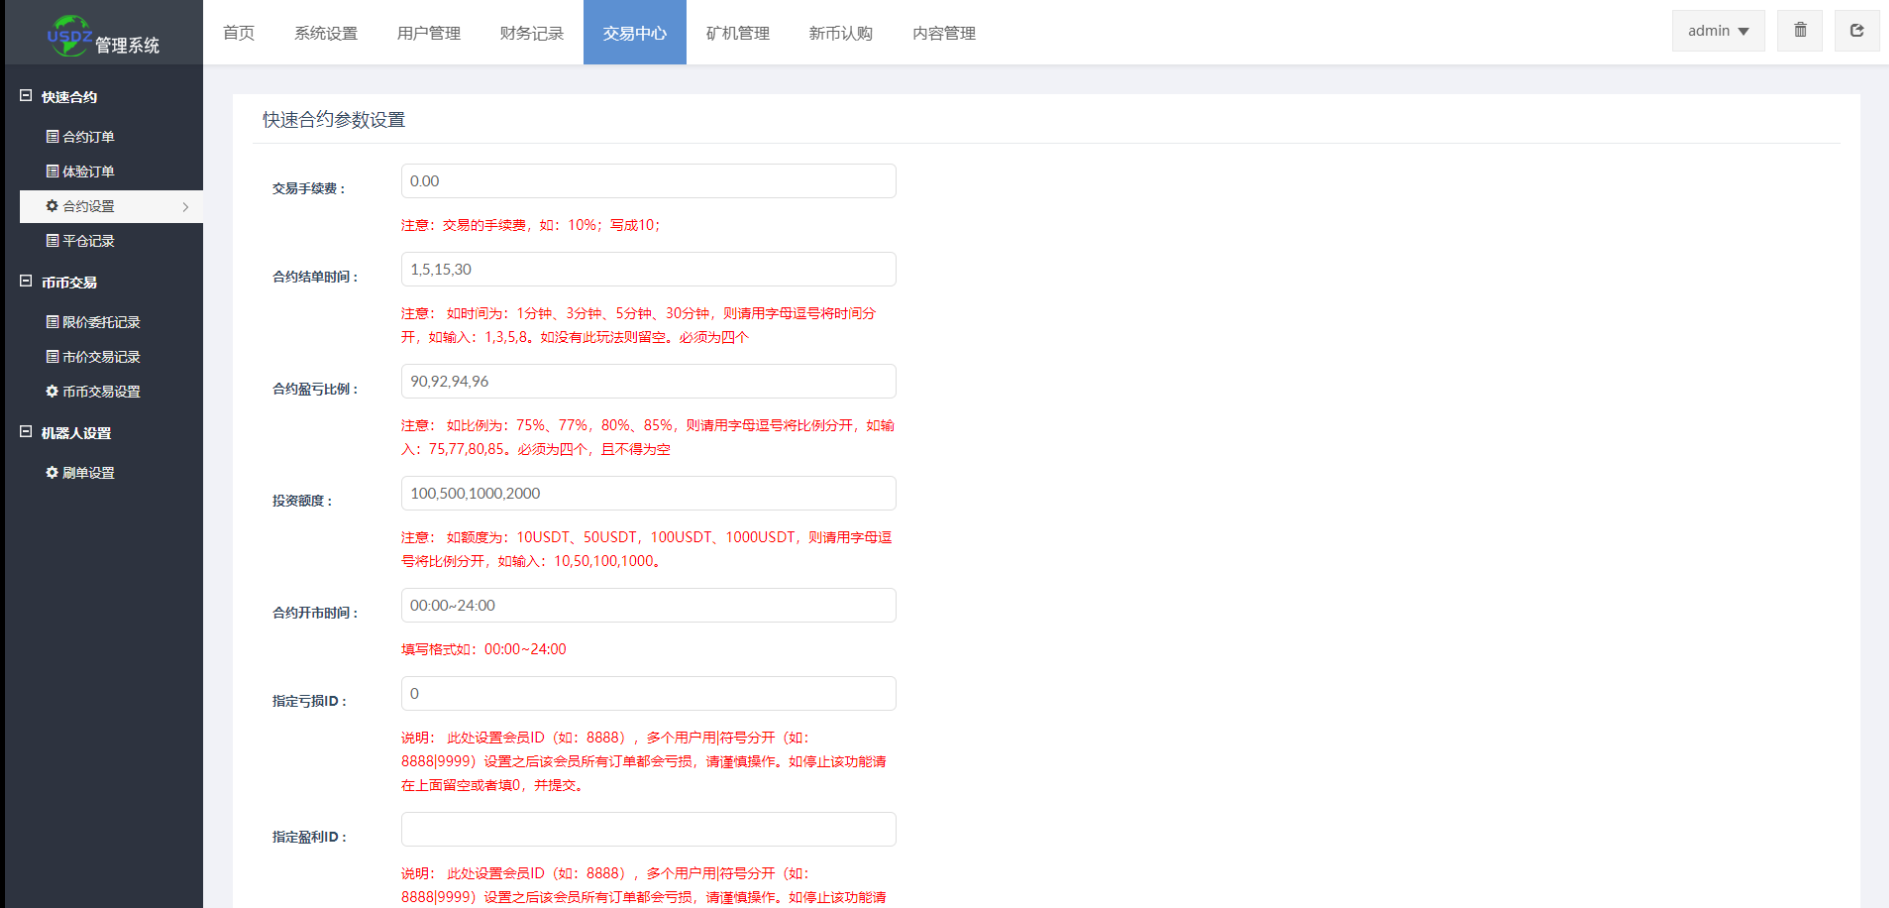 USDZ 管理系统
首页 系统设置 用户管理 财务记录 交易中心 矿机管理 新币认购 内容管理
admin
快速合约
合约订单
体验订单
合约设置
平仓记录
币币交易
限价委托记录
市价交易记录
币币交易设置
机器人设置
刷单设置
快速合约参数设置
交易手续费：
0.00
注意：交易的手续费，如：10%；写成10；
合约结单时间：
1,5,15,30
注意： 如时间为：1分钟、3分钟、5分钟、30分钟，则请用字母逗号将时间分
开，如输入：1,3,5,8。如没有此玩法则留空。必须为四个
合约盈亏比例：
90,92,94,96
注意： 如比例为：75%、77%，80%、85%，则请用字母逗号将比例分开，如输
入：75,77,80,85。必须为四个，且不得为空
投资额度：
100,500,1000,2000
注意： 如额度为：10USDT、50USDT，100USDT、1000USDT，则请用字母逗
号将比例分开，如输入：10,50,100,1000。
合约开市时间：
00:00~24:00
填写格式如：00:00~24:00
指定亏损ID：
0
说明： 此处设置会员ID（如：8888），多个用户用|符号分开（如：
8888|9999）设置之后该会员所有订单都会亏损，请谨慎操作。如停止该功能请
在上面留空或者填0，并提交。
指定盈利ID：
说明： 此处设置会员ID（如：8888），多个用户用|符号分开（如：
8888|9999）设置之后该会员所有订单都会亏损，请谨慎操作。如停止该功能请